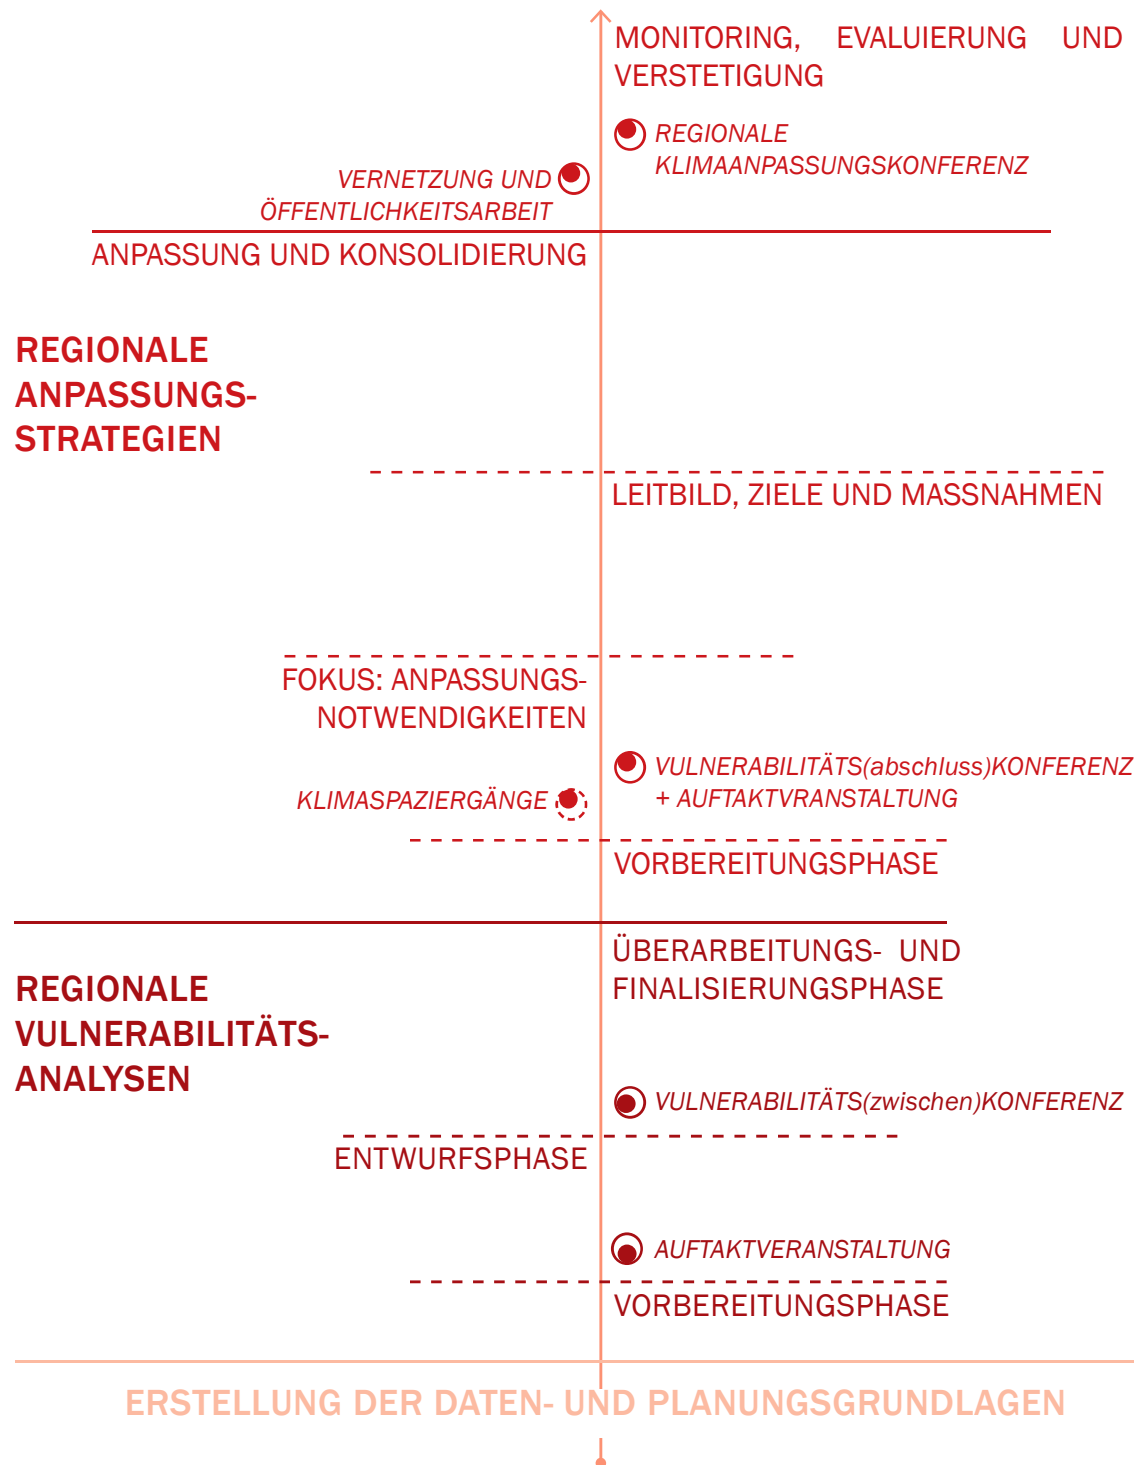 MONITORING, EVALUIERUNG UND
VERSTETIGUNG
REGIONALE
KLIMAANPASSUNGSKONFERENZ
VERNETZUNG UND
ÖFFENTLICHKEITSARBEIT
ANPASSUNG UND KONSOLIDIERUNG
REGIONALE
ANPASSUNGS-
STRATEGIEN
LEITBILD, ZIELE UND MASSNAHMEN
FOKUS: ANPASSUNGS-
NOTWENDIGKEITEN
VULNERABILITÄTS(abschluss)KONFERENZ
+ AUFTAKTVRANSTALTUNG
KLIMASPAZIERGÄNGE
VORBEREITUNGSPHASE
ÜBERARBEITUNGS- UND
FINALISIERUNGSPHASE
REGIONALE
VULNERABILITÄTS-
ANALYSEN
VULNERABILITÄTS(zwischen)KONFERENZ
ENTWURFSPHASE
AUFTAKTVERANSTALTUNG
VORBEREITUNGSPHASE
ERSTELLUNG DER DATEN- UND PLANUNGSGRUNDLAGEN